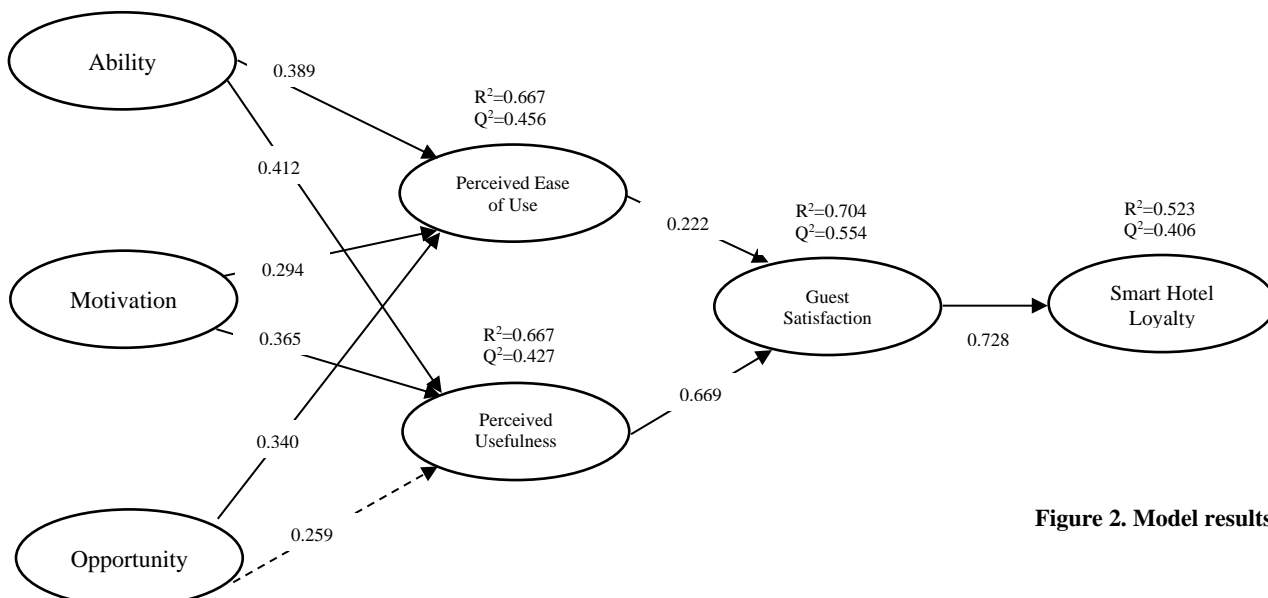 Ability
0.389
R²=0.667
Q²=0.456
0.412
Perceived Ease
of Use
0.222
R²=0.704
Q²=0.554
R²=0.523
Q²=0.406
Motivation
0.294
0.365
R²=0.667
Q²=0.427
Guest
Satisfaction
0.728
Smart Hotel
Loyalty
Perceived
Usefulness
0.669
0.340
Opportunity
0.259
Figure 2. Model results